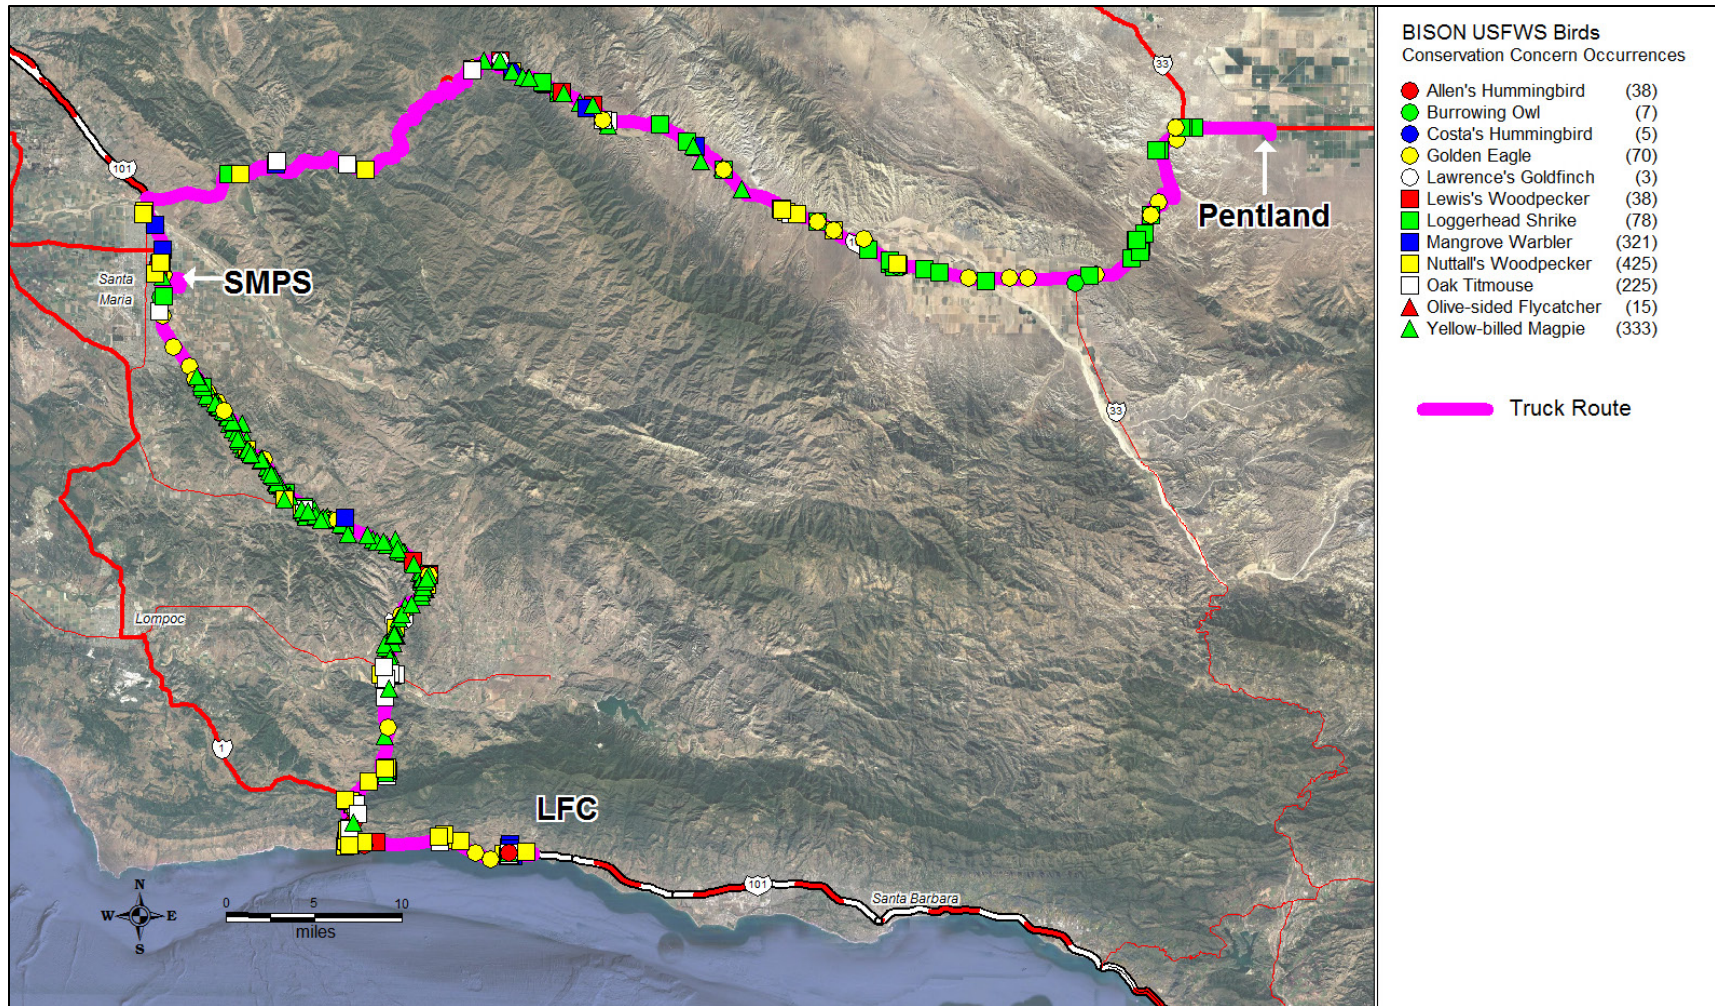 BISON USFWS Birds
Conservation Concern Occurrences
Allen's Hummingbird (38)
Burrowing Owl (7)
Costa's Hummingbird (5)
Golden Eagle (70)
Lawrence's Goldfinch (3)
Lewis's Woodpecker (38)
Loggerhead Shrike (78)
Mangrove Warbler (321)
Nuttall's Woodpecker (425)
Oak Titmouse (225)
Olive-sided Flycatcher (15)
Yellow-billed Magpie (333)
Truck Route
33
101
Pentland
Santa
Maria
SMPS
33
Lompoc
1
LFC
101
Santa Barbara
N
W E
S
0 5 10
miles